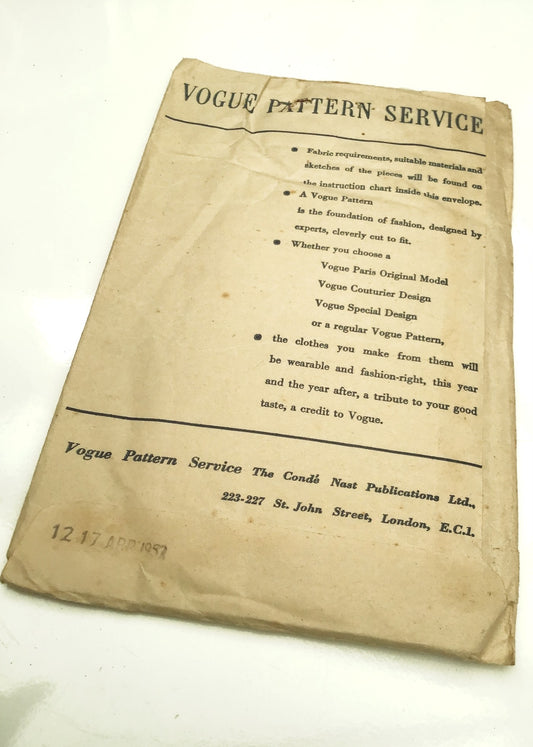 VOGUE PATTERN SERVICE
• Fabric requirements, suitable materials and
sketches of the pieces will be found on
the instruction chart inside this envelope.
• A Vogue Pattern
is the foundation of fashion, designed by
experts, cleverly cut to fit.
• Whether you choose a
Vogue Paris Original Model
Vogue Couturier Design
Vogue Special Design
or a regular Vogue Pattern,
• the clothes you make from them will
be wearable and fashion-right, this year
and the year after, a tribute to your good
taste, a credit to Vogue.
Vogue Pattern Service The Condé Nast Publications Ltd.,
223-227 St. John Street, London, E.C.1.
12 17 APR 1957